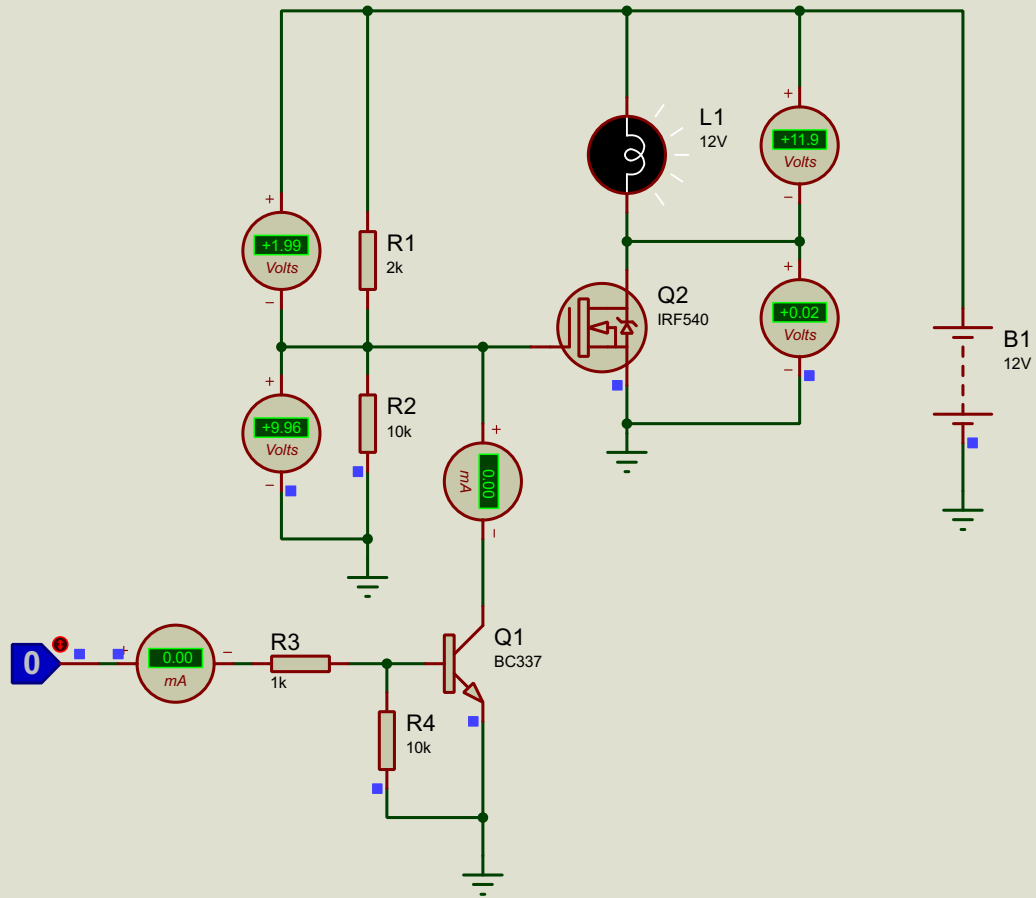 L1
12V
+
+11.9
Volts
−
+
+1.99
Volts
−
R1
2k
Q2
IRF540
+
+0.02
Volts
−
B1
12V
+
+9.96
Volts
−
R2
10k
+
0.00
mA
−
0
+
0.00
mA
−
R3
1k
Q1
BC337
R4
10k